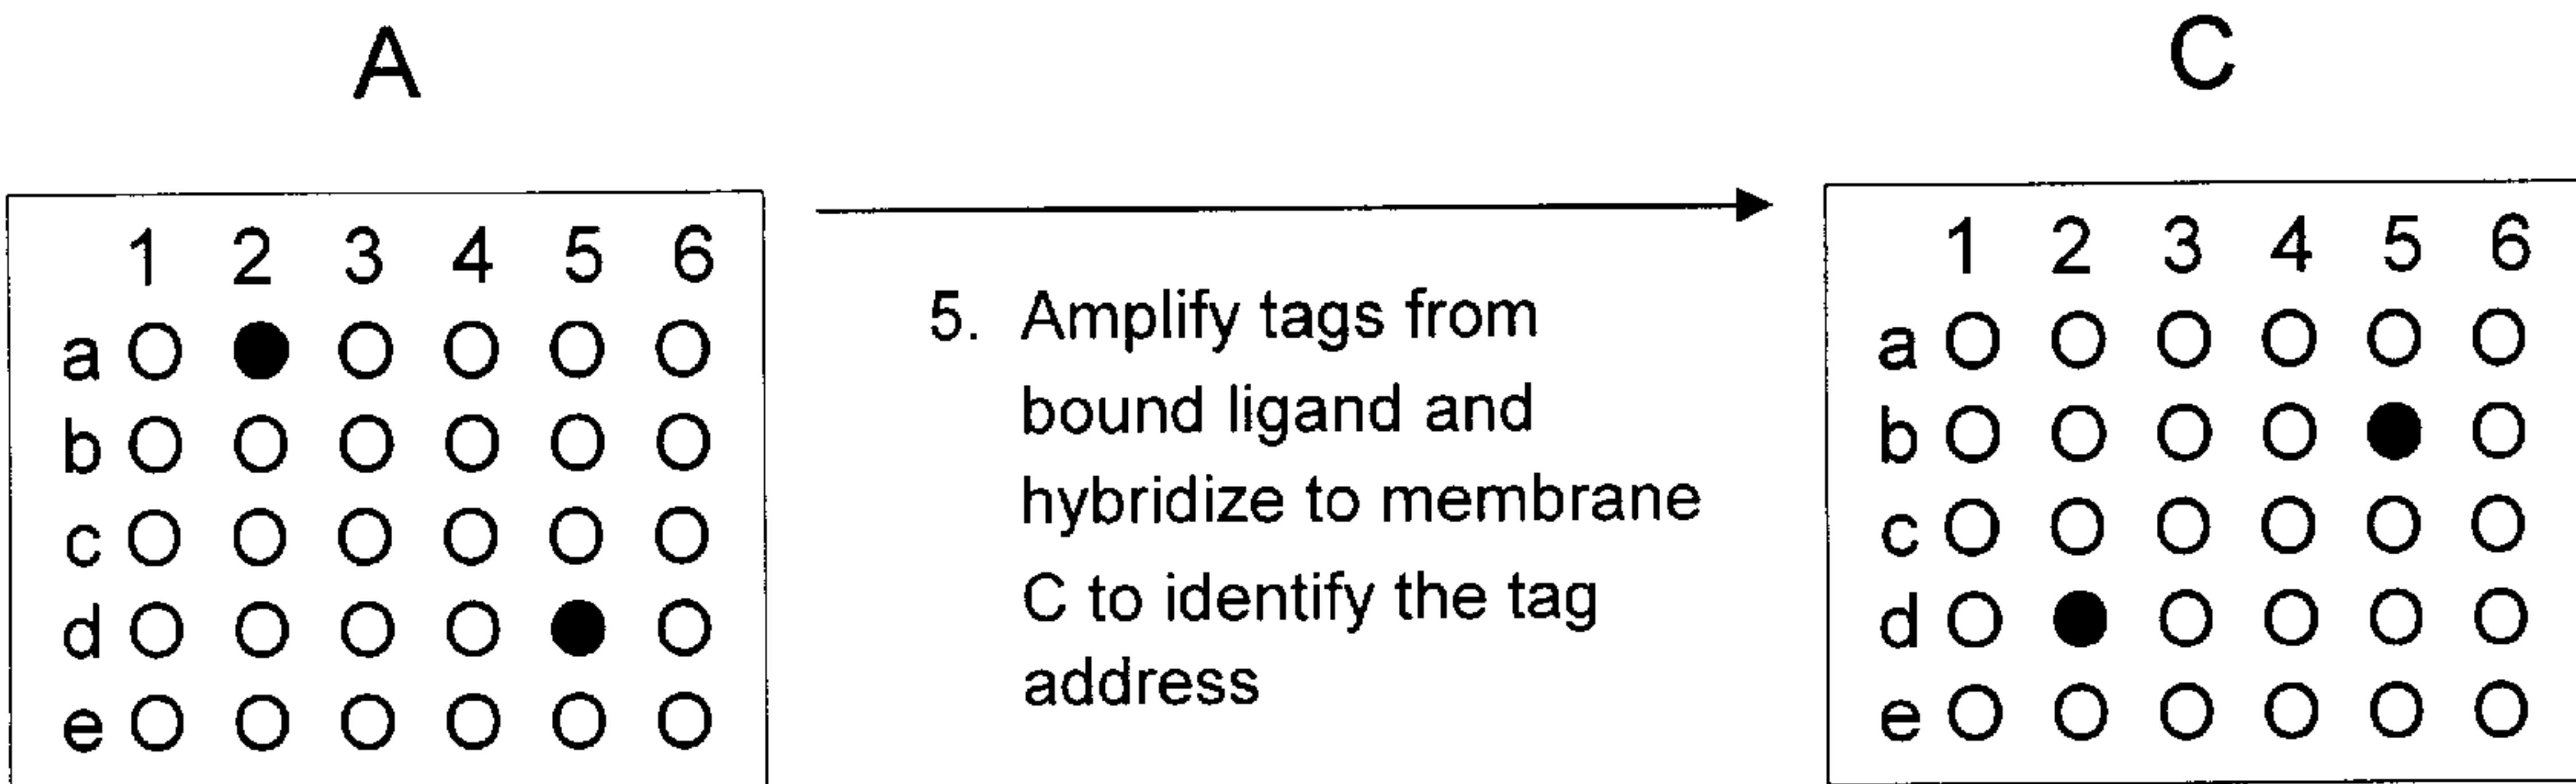 A
C
1 2 3 4 5 6
a
b
c
d
e
5. Amplify tags from
bound ligand and
hybridize to membrane
C to identify the tag
address
1 2 3 4 5 6
a
b
c
d
e